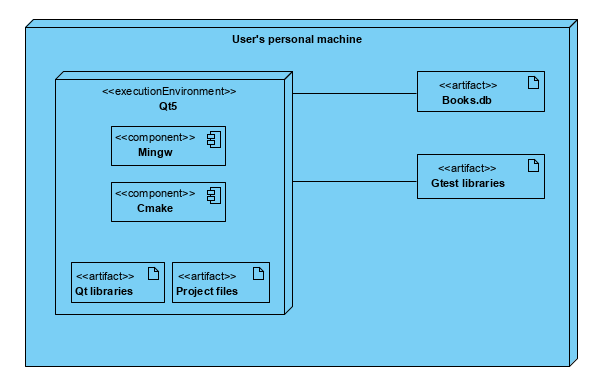 User's personal machine
<<executionEnvironment>>
Qt5
<<component>>
Mingw
<<component>>
Cmake
<<artifact>>
Qt libraries
<<artifact>>
Project files
<<artifact>>
Books.db
<<artifact>>
Gtest libraries